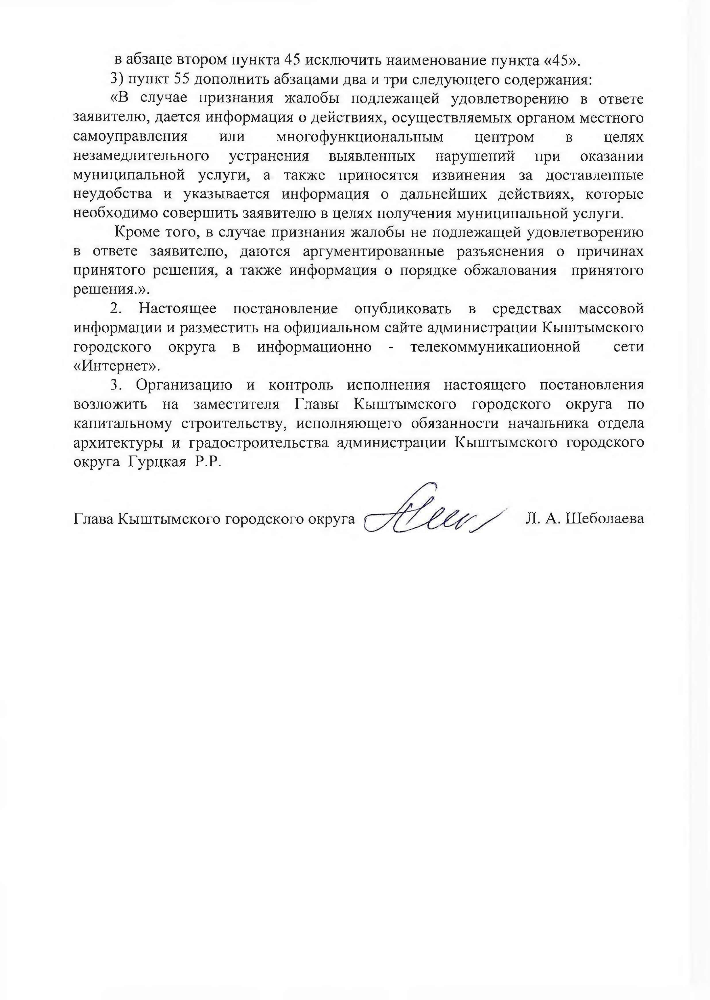 в абзаце втором пункта 45 исключить наименование пункта «45».
3) пункт 55 дополнить абзацами два и три следующего содержания:
«В случае признания жалобы подлежащей удовлетворению в ответе
заявителю, дается информация о действиях, осуществляемых органом местного
самоуправления или многофункциональным центром в целях
незамедлительного устранения выявленных нарушений при оказании
муниципальной услуги, а также приносятся извинения за доставленные
неудобства и указывается информация о дальнейших действиях, которые
необходимо совершить заявителю в целях получения муниципальной услуги.
Кроме того, в случае признания жалобы не подлежащей удовлетворению
в ответе заявителю, даются аргументированные разъяснения о причинах
принятого решения, а также информация о порядке обжалования принятого
решения.».
2. Настоящее постановление опубликовать в средствах массовой
информации и разместить на официальном сайте администрации Кыштымского
городского округа в информационно - телекоммуникационной сети
«Интернет».
3. Организацию и контроль исполнения настоящего постановления
возложить на заместителя Главы Кыштымского городского округа по
капитальному строительству, исполняющего обязанности начальника отдела
архитектуры и градостроительства администрации Кыштымского городского
округа Гурцкая Р.Р.
Глава Кыштымского городского округа Л. А. Шеболаева